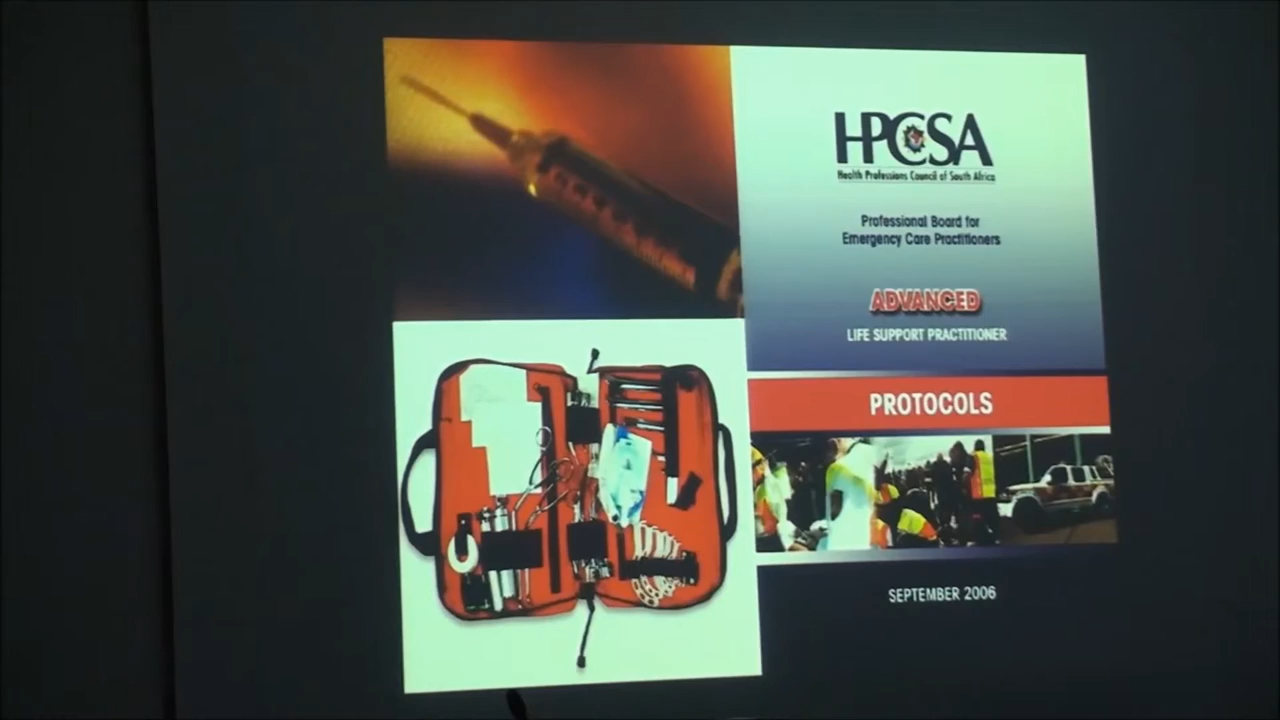 HPCSA
Health Professions Council of South Africa
Professional Board for
Emergency Care Practitioners
ADVANCED
LIFE SUPPORT PRACTITIONER
PROTOCOLS
SEPTEMBER 2006